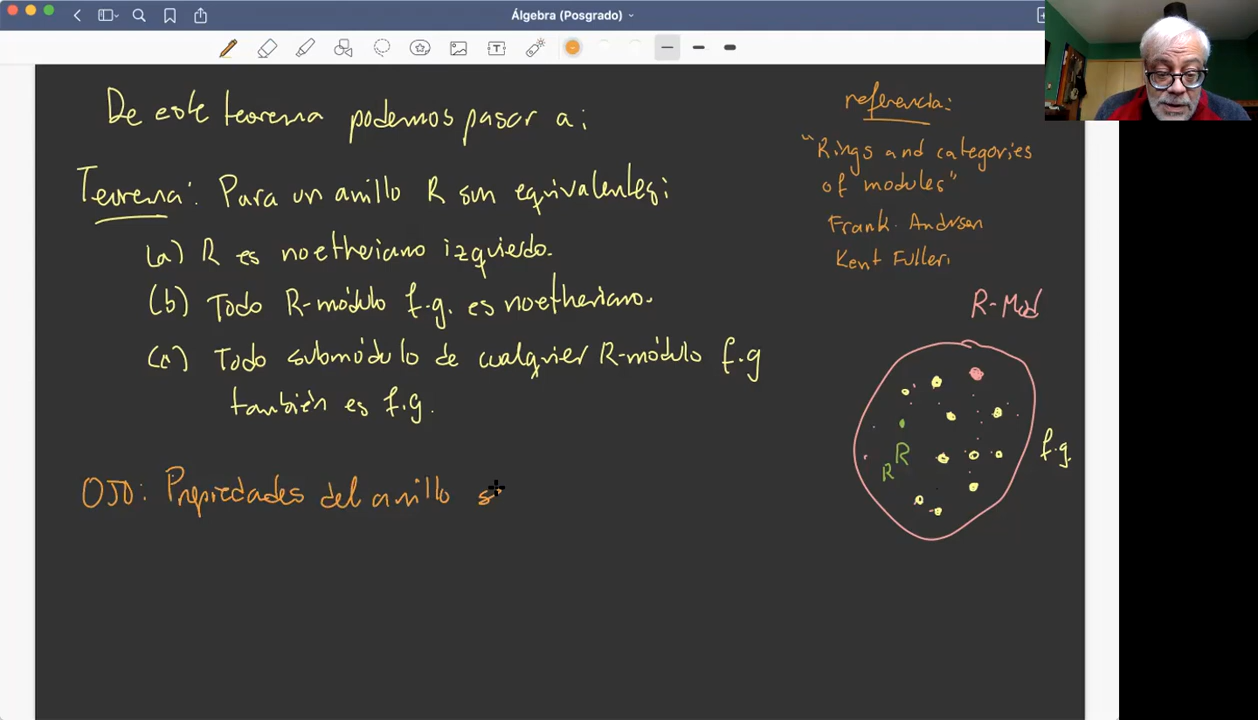 Álgebra (Posgrado)
De este teorema podemos pasar a:
Teorema: Para un anillo R son equivalentes:
(a) R es noetheriano izquierdo.
(b) Todo R-módulo f.g. es noetheriano.
(c) Todo submódulo de cualquier R-módulo f.g
también es f.g.
OJO: Propiedades del anillo s
referencia:
"Rings and categories
of modules"
Frank. Anderson
Kent Fuller.
R-Mod
f.g.
R R